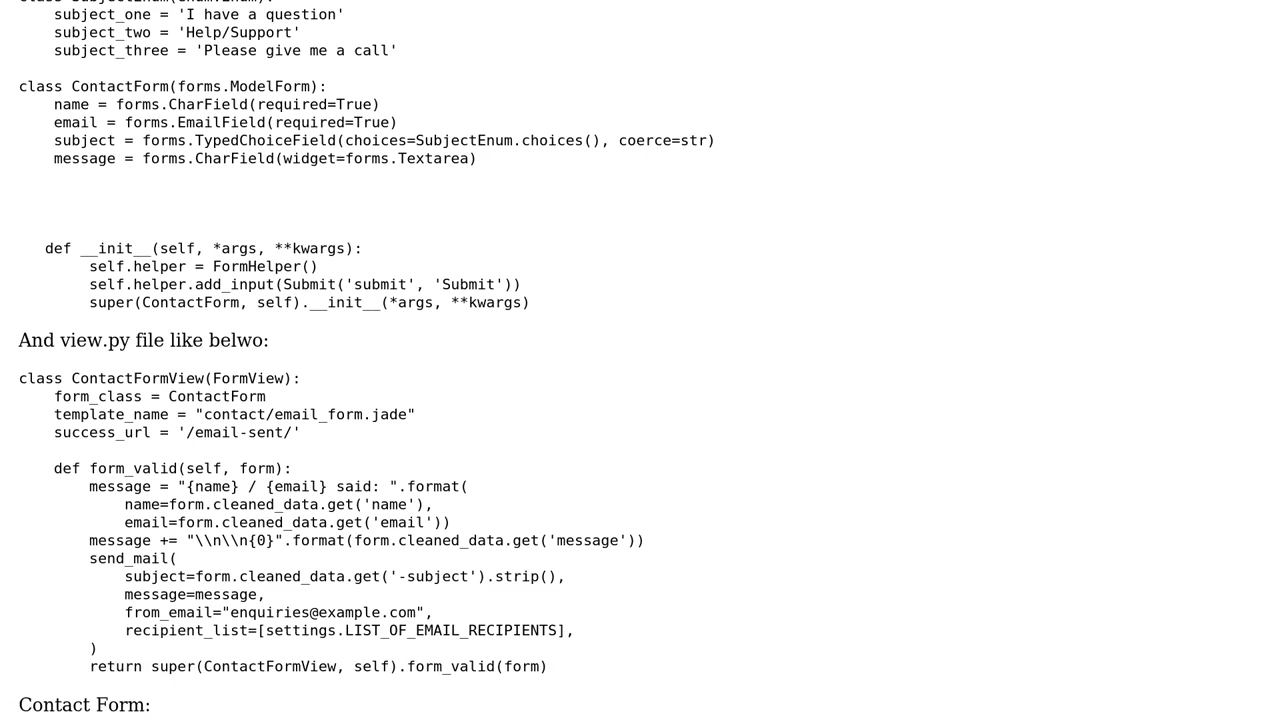 class SubjectEnum(enum.Enum):
    subject_one = 'I have a question'
    subject_two = 'Help/Support'
    subject_three = 'Please give me a call'

class ContactForm(forms.ModelForm):
    name = forms.CharField(required=True)
    email = forms.EmailField(required=True)
    subject = forms.TypedChoiceField(choices=SubjectEnum.choices(), coerce=str)
    message = forms.CharField(widget=forms.Textarea)

   def __init__(self, *args, **kwargs):
        self.helper = FormHelper()
        self.helper.add_input(Submit('submit', 'Submit'))
        super(ContactForm, self).__init__(*args, **kwargs)
And view.py file like belwo:
class ContactFormView(FormView):
    form_class = ContactForm
    template_name = "contact/email_form.jade"
    success_url = '/email-sent/'

    def form_valid(self, form):
        message = "{name} / {email} said: ".format(
            name=form.cleaned_data.get('name'),
            email=form.cleaned_data.get('email'))
        message += "\\n\\n{0}".format(form.cleaned_data.get('message'))
        send_mail(
            subject=form.cleaned_data.get('-subject').strip(),
            message=message,
            from_email="enquiries@example.com",
            recipient_list=[settings.LIST_OF_EMAIL_RECIPIENTS],
        )
        return super(ContactFormView, self).form_valid(form)
Contact Form: